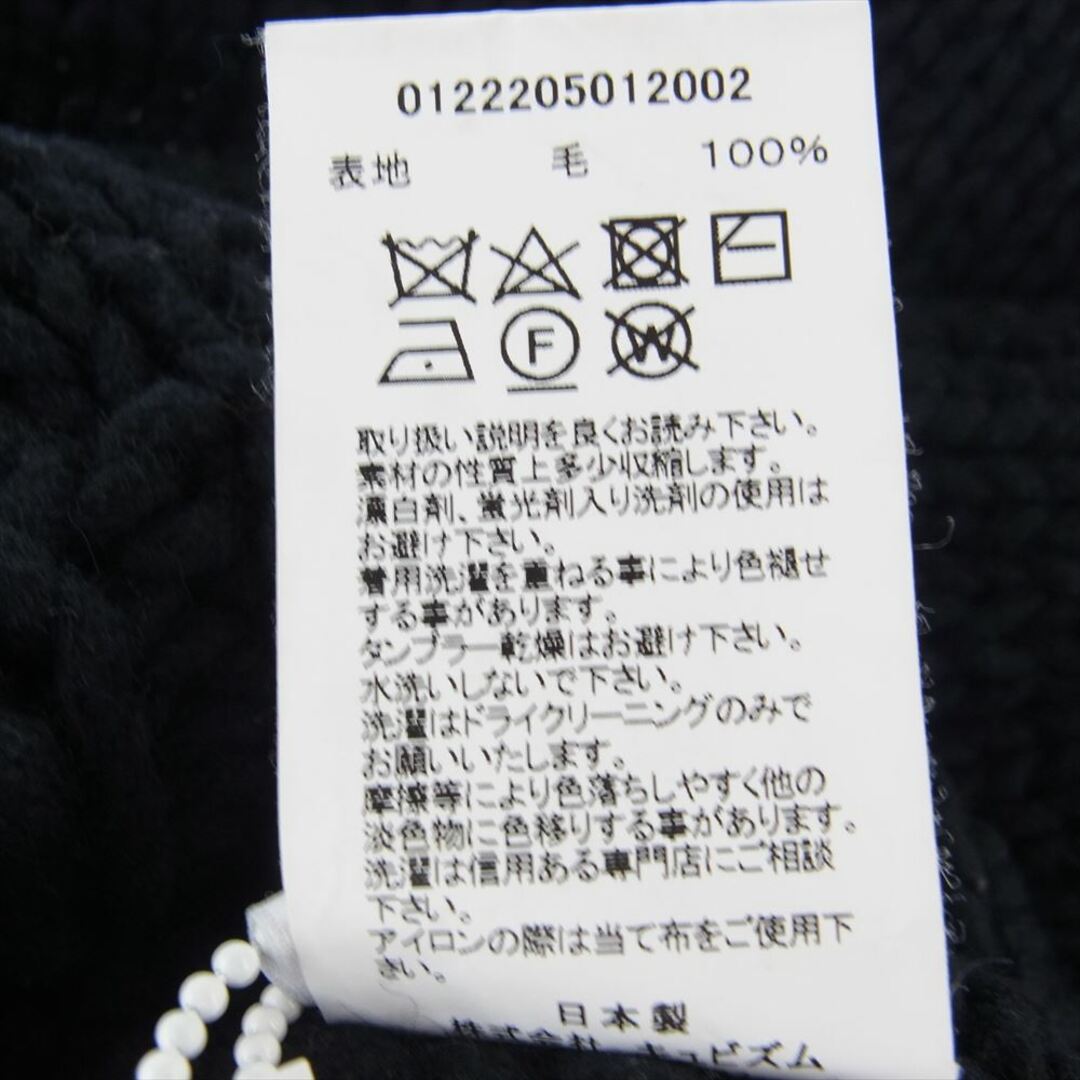 0122205012002
表地 毛 100%
F
W
取り扱い説明を良くお読み下さい。
素材の性質上多少収縮します。
漂白剤、蛍光剤入り洗剤の使用は
お避け下さい。
着用洗濯を重ねる事により色褪せ
する事があります。
タンブラー乾燥はお避け下さい。
水洗いしないで下さい。
洗濯はドライクリーニングのみで
お願いいたします。
摩擦等により色落ちしやすく他の
淡色物に色移りする事があります。
洗濯は信用ある専門店にご相談
下さい。
アイロンの際は当て布をご使用下
さい。
日本製
株式会社 キュビズム